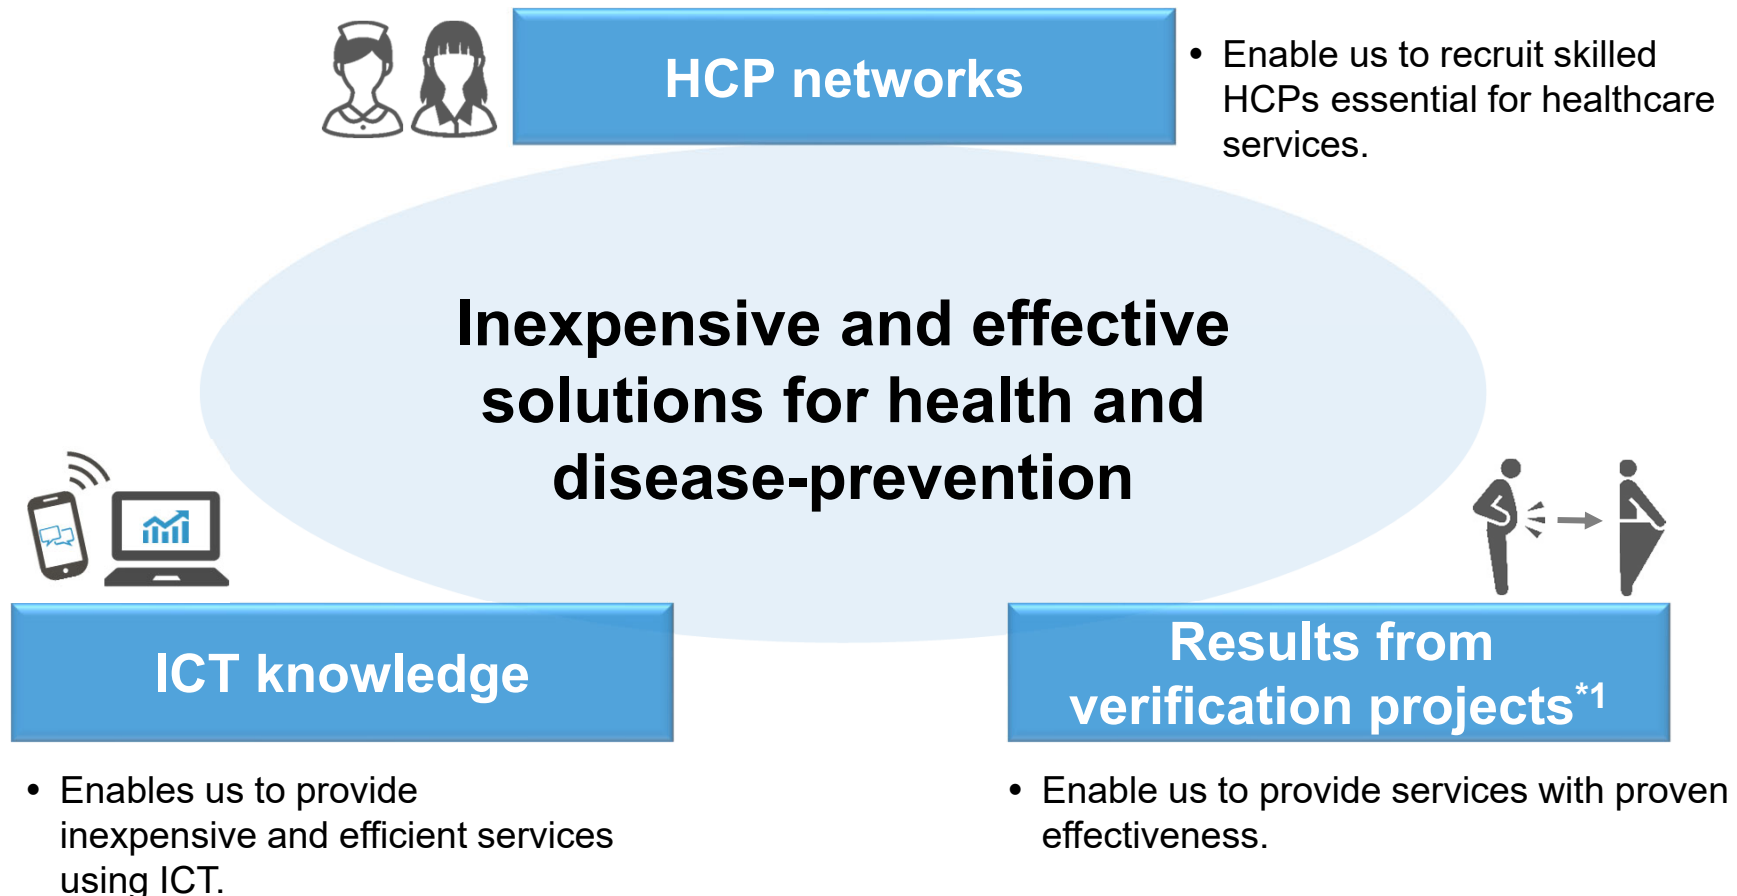 HCP networks
• Enable us to recruit skilled
HCPs essential for healthcare
services.
Inexpensive and effective
solutions for health and
disease-prevention
ICT knowledge
• Enables us to provide
inexpensive and efficient services
using ICT.
Results from
verification projects*1
• Enable us to provide services with proven
effectiveness.